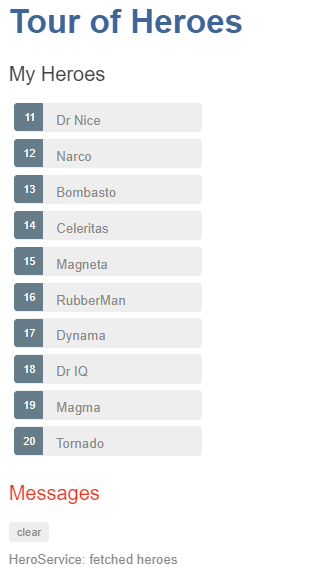 Tour of Heroes
My Heroes
11 Dr Nice
12 Narco
13 Bombasto
14 Celeritas
15 Magneta
16 RubberMan
17 Dynama
18 Dr IQ
19 Magma
20 Tornado
Messages
clear
HeroService: fetched heroes